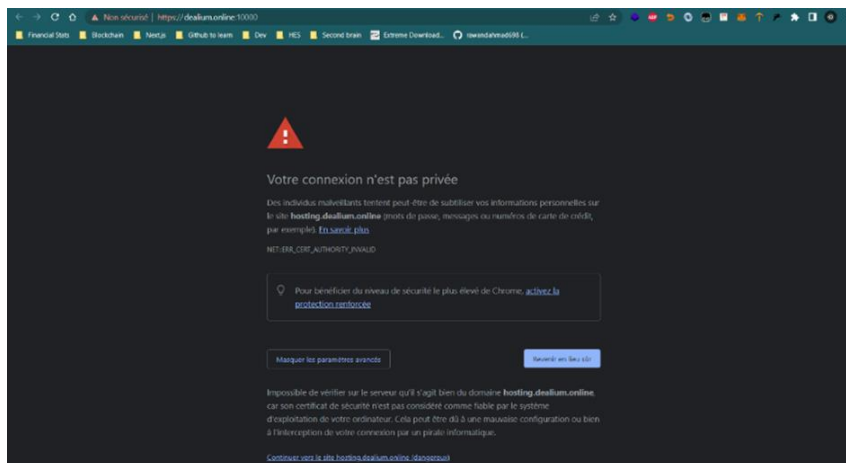 Non sécurisé | https://dealium.online:10000
Financial Stats Blockchain Next.js Github to learn Dev HES Second brain Extreme Download... rawandahmad698 (...
Votre connexion n'est pas privée
Des individus malveillants tentent peut-être de subtiliser vos informations personnelles sur
le site hosting.dealium.online (mots de passe, messages ou numéros de carte de crédit,
par exemple). En savoir plus
NET::ERR_CERT_AUTHORITY_INVALID
Pour bénéficier du niveau de sécurité le plus élevé de Chrome, activez la
protection renforcée
Masquer les paramètres avancés Revenir en lieu sûr
Impossible de vérifier sur le serveur qu'il s'agit bien du domaine hosting.dealium.online,
car son certificat de sécurité n'est pas considéré comme fiable par le système
d'exploitation de votre ordinateur. Cela peut être dû à une mauvaise configuration ou bien
à l'interception de votre connexion par un pirate informatique.
Continuer vers le site hosting.dealium.online (dangereux)